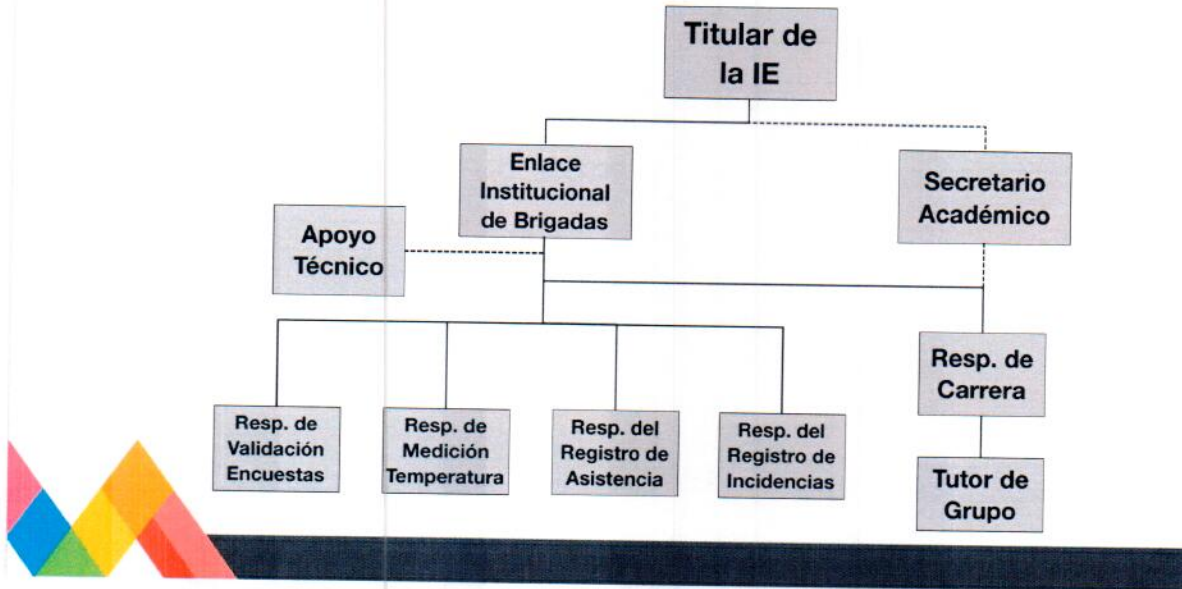 Titular de
la IE
Enlace
Institucional
de Brigadas
Secretario
Académico
Apoyo
Técnico
Resp. de
Carrera
Resp. de
Validación
Encuestas
Resp. de
Medición
Temperatura
Resp. del
Registro de
Asistencia
Resp. del
Registro de
Incidencias
Tutor de
Grupo